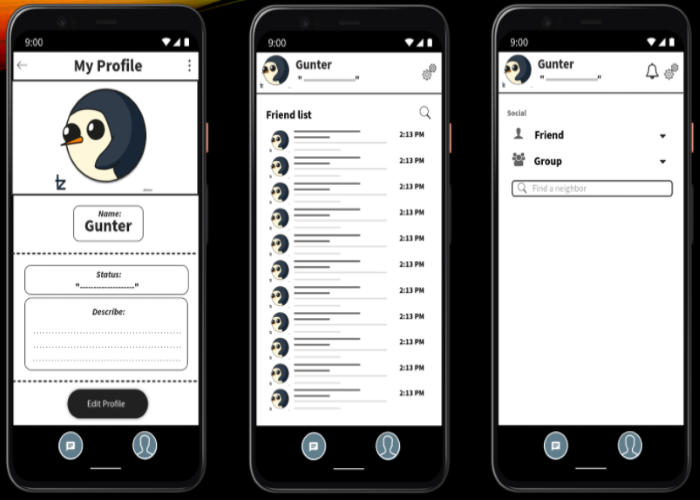 9:00
My Profile
Name:
Gunter
Status:
"____________"
Describe:
Edit Profile
9:00
Gunter
"____________"
Friend list
2:13 PM
2:13 PM
2:13 PM
2:13 PM
2:13 PM
2:13 PM
2:13 PM
2:13 PM
2:13 PM
2:13 PM
2:13 PM
9:00
Gunter
"____________"
Social
Friend
Group
Find a neighbor